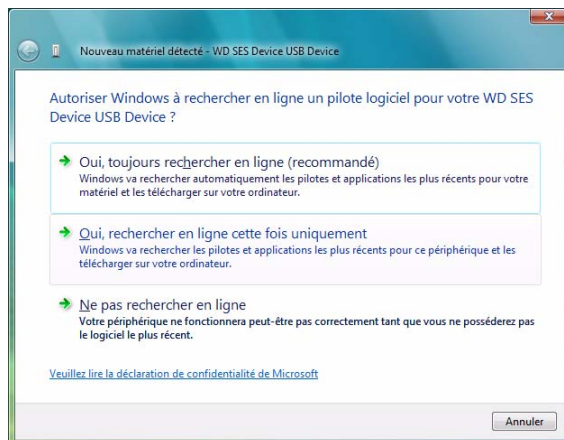 Nouveau matériel détecté - WD SES Device USB Device
Autoriser Windows à rechercher en ligne un pilote logiciel pour votre WD SES
Device USB Device ?
Oui, toujours rechercher en ligne (recommandé)
Windows va rechercher automatiquement les pilotes et applications les plus récents pour votre
matériel et les télécharger sur votre ordinateur.
Oui, rechercher en ligne cette fois uniquement
Windows va rechercher les pilotes et applications les plus récents pour ce périphérique et les
télécharger sur votre ordinateur.
Ne pas rechercher en ligne
Votre périphérique ne fonctionnera peut-être pas correctement tant que vous ne posséderez pas
le logiciel le plus récent.
Veuillez lire la déclaration de confidentialité de Microsoft
Annuler